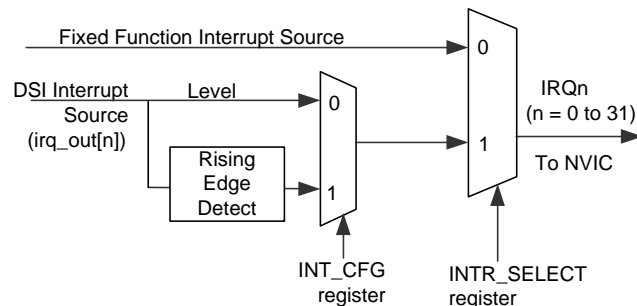 Fixed Function Interrupt Source
0
DSI Interrupt
Source
(irq_out[n])
Level
0
Rising
Edge
Detect
1
1
IRQn
(n = 0 to 31)
To NVIC
INT_CFG
register
INTR_SELECT
register